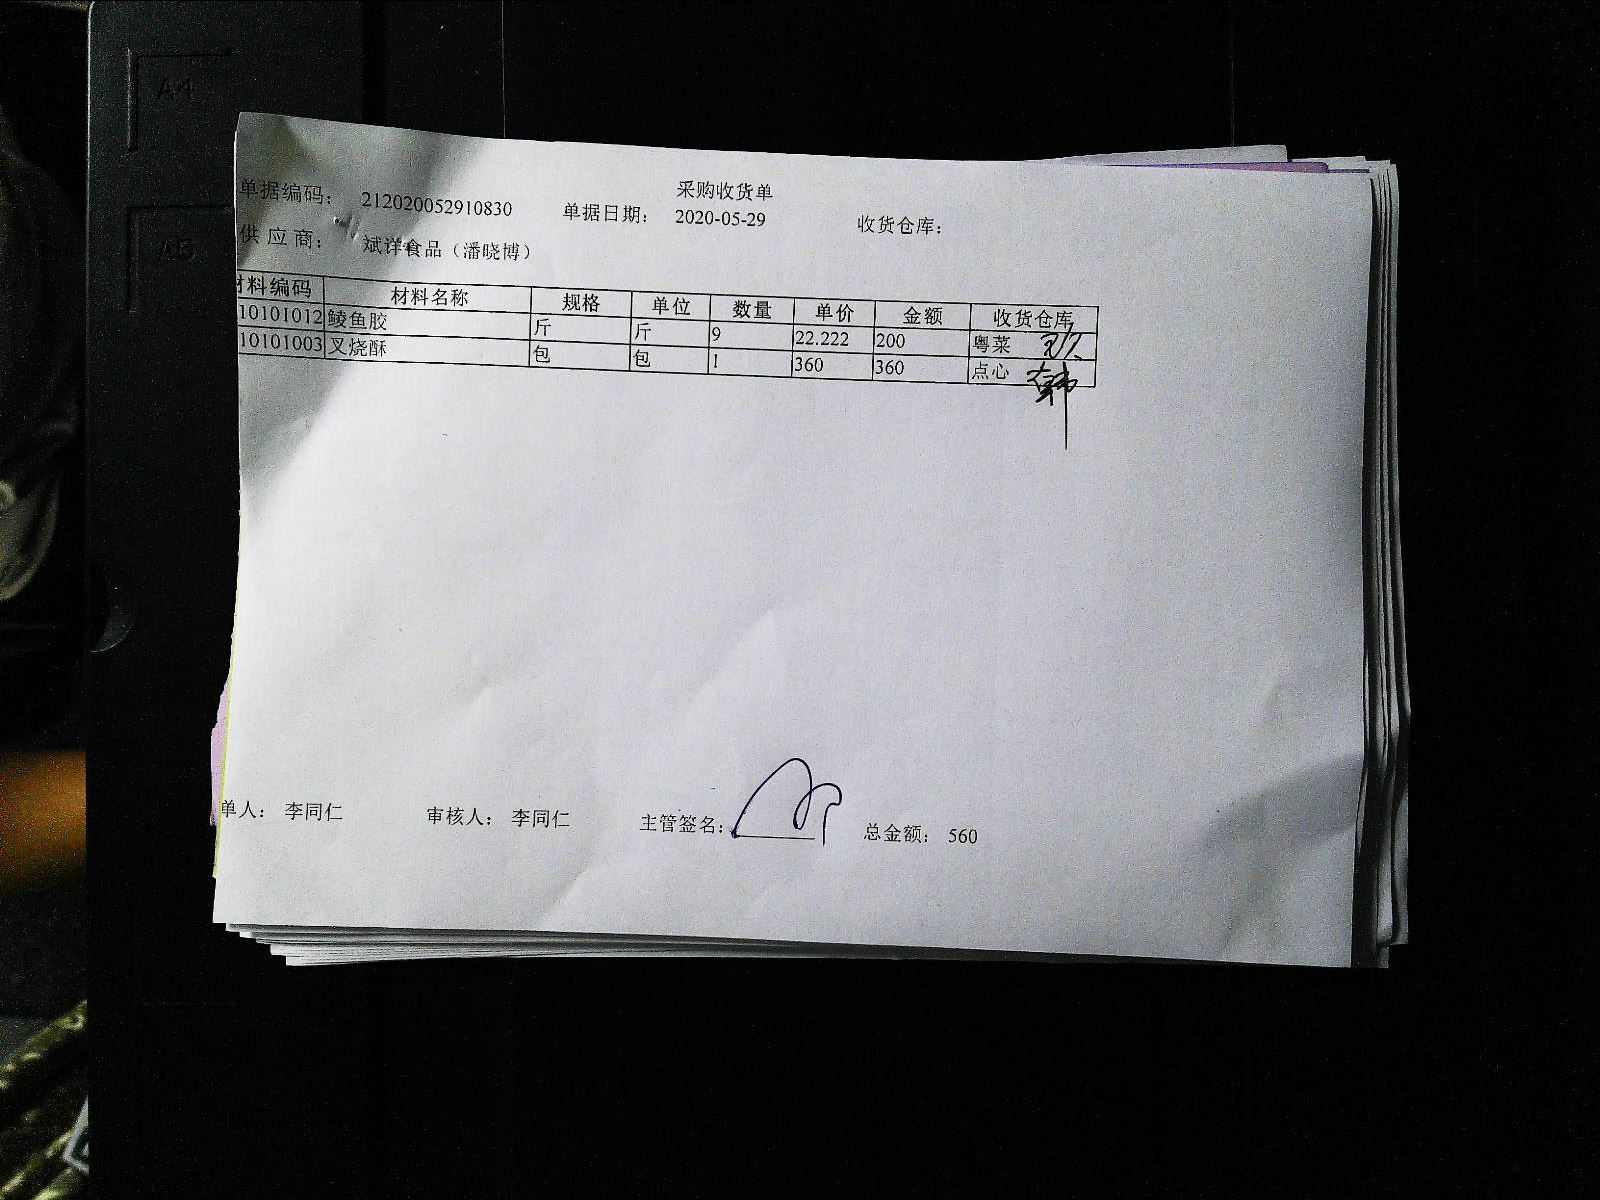 A4
A5
采购收货单
单据编码： 212020052910830 单据日期： 2020-05-29 收货仓库：
供应商： 斌洋食品（潘晓博）
材料编码 材料名称 规格 单位 数量 单价 金额 收货仓库
10101012 鲮鱼胶 斤 斤 9 22.222 200 粤菜
10101003 叉烧酥 包 包 1 360 360 点心
单人： 李同仁 审核人： 李同仁 主管签名： 总金额： 560